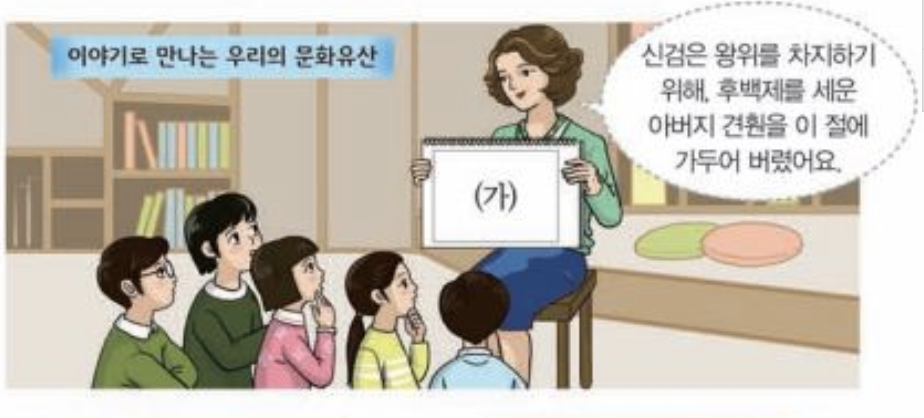 이야기로 만나는 우리의 문화유산
신검은 왕위를 차지하기
위해, 후백제를 세운
아버지 견훤을 이 절에
가두어 버렸어요.
(가)